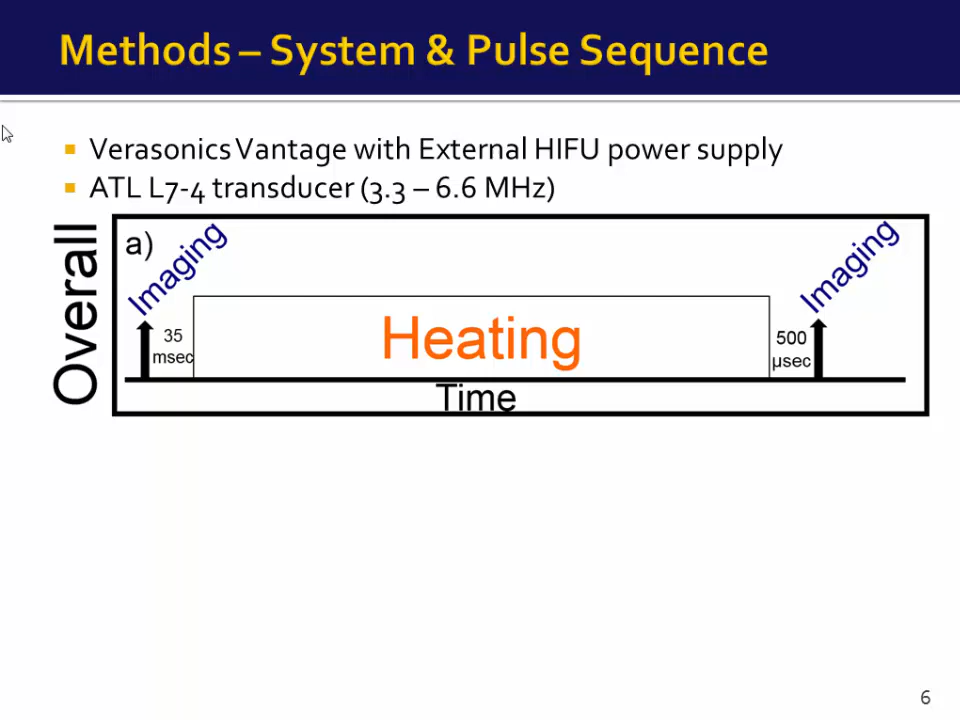 Methods – System & Pulse Sequence
Verasonics Vantage with External HIFU power supply
ATL L7-4 transducer (3.3 – 6.6 MHz)
Overall
a)
Imaging
35
msec
Heating
500
µsec
Imaging
Time
6